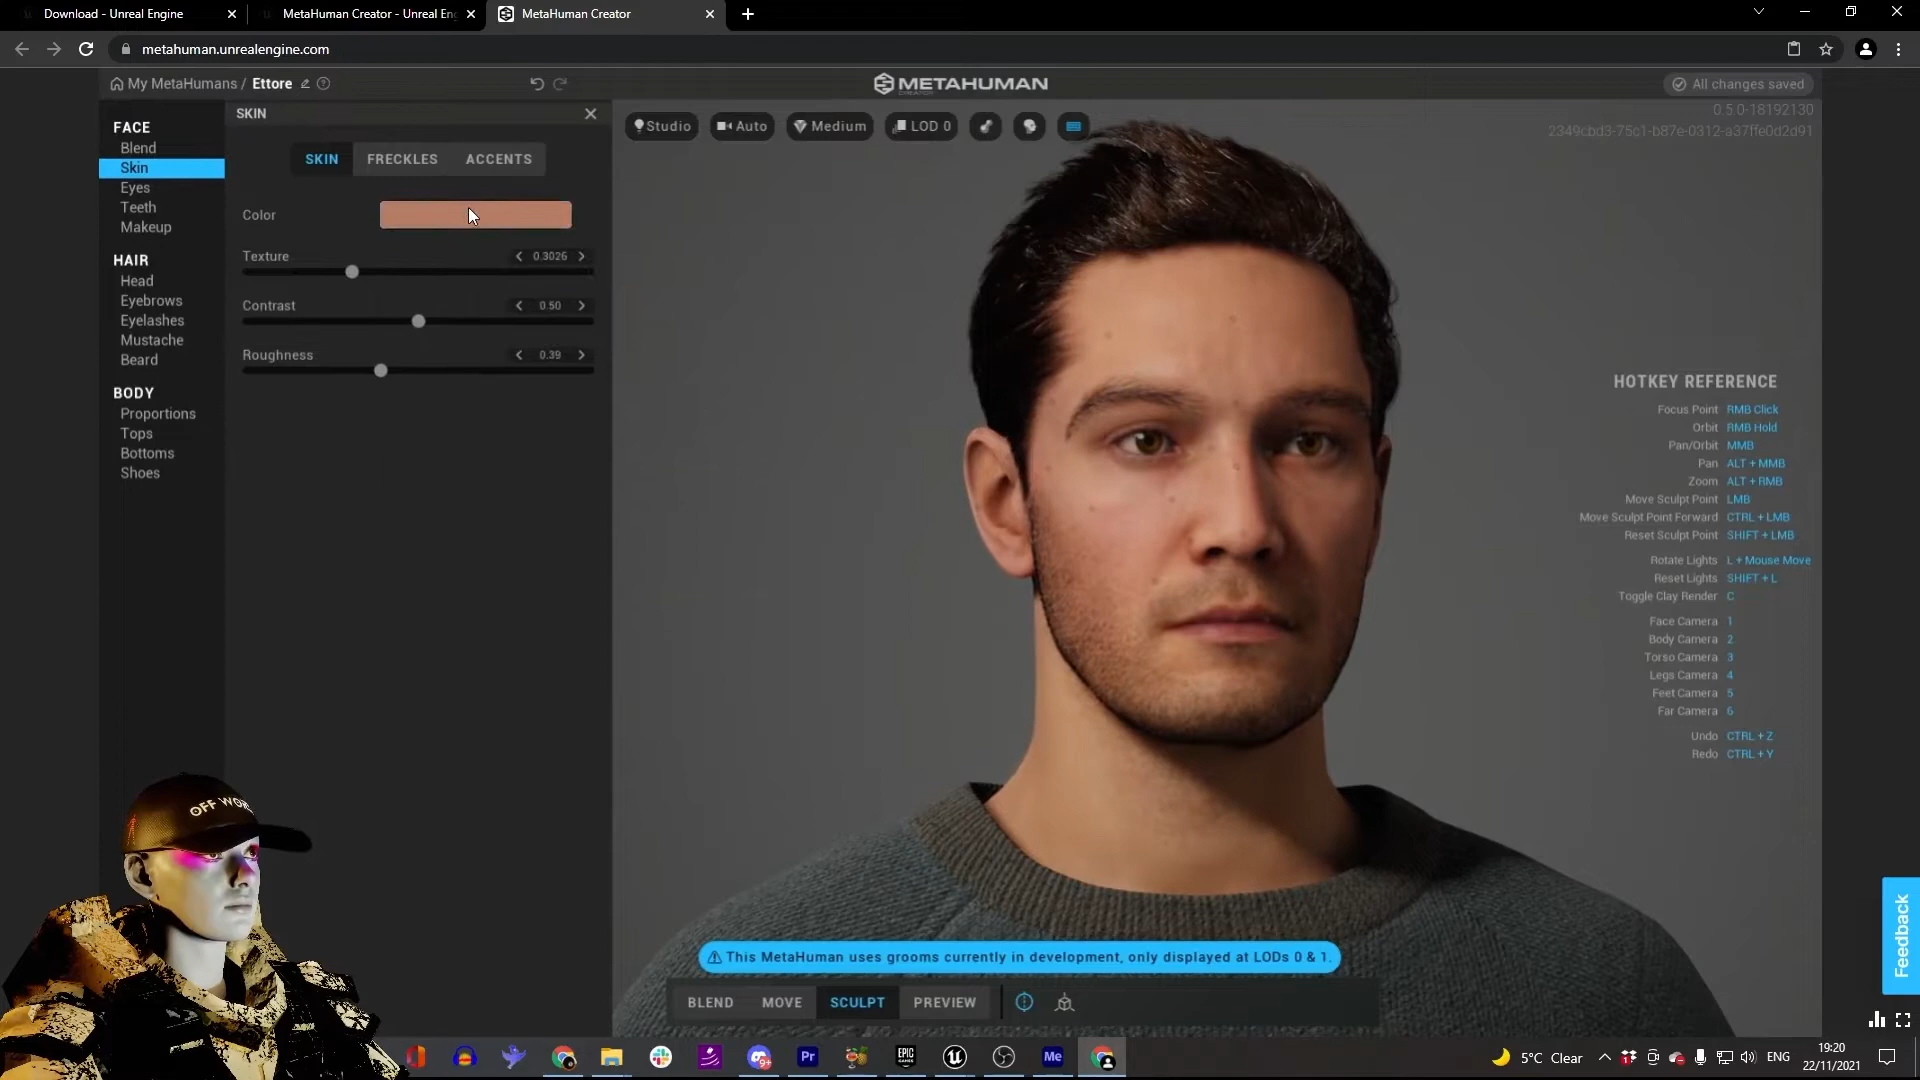 Download - Unreal Engine
MetaHuman Creator - Unreal Eng
MetaHuman Creator
metahuman.unrealengine.com
My MetaHumans / Ettore
METAHUMAN
CREATOR
All changes saved
0.5.0-18192130
2349cbd3-75c1-b87e-0312-a37ffe0d2d91
FACE
Blend
Skin
Eyes
Teeth
Makeup
HAIR
Head
Eyebrows
Eyelashes
Mustache
Beard
BODY
Proportions
Tops
Bottoms
Shoes
SKIN
SKIN FRECKLES ACCENTS
Color
Texture 0.3026
Contrast 0.50
Roughness 0.39
Studio Auto Medium LOD 0
HOTKEY REFERENCE
Focus Point RMB Click
Orbit RMB Hold
Pan/Orbit MMB
Pan ALT + MMB
Zoom ALT + RMB
Move Sculpt Point LMB
Move Sculpt Point Forward CTRL + LMB
Reset Sculpt Point SHIFT + LMB
Rotate Lights L + Mouse Move
Reset Lights SHIFT + L
Toggle Clay Render C
Face Camera 1
Body Camera 2
Torso Camera 3
Legs Camera 4
Feet Camera 5
Far Camera 6
Undo CTRL + Z
Redo CTRL + Y
OFF WOR
This MetaHuman uses grooms currently in development, only displayed at LODs 0 & 1.
BLEND MOVE SCULPT PREVIEW
Feedback
9+
Pr
EPIC
GAMES
Me
5°C Clear
ENG
19:20
22/11/2021